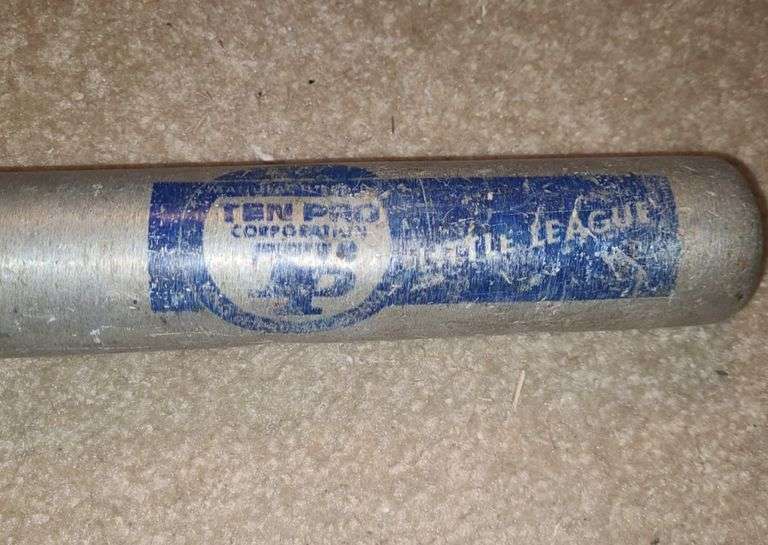 TEN PRO
CORPORATION
TP
LITTLE LEAGUE